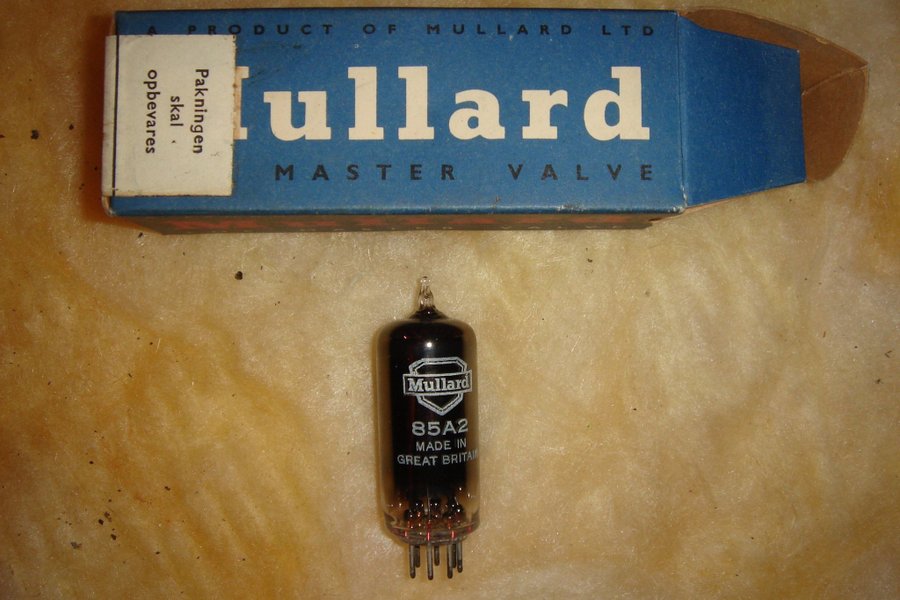 A PRODUCT OF MULLARD LTD
Mullard
MASTER VALVE
Pakningen
skal
opbevares
Mullard
85A2
MADE IN
GREAT BRITAIN